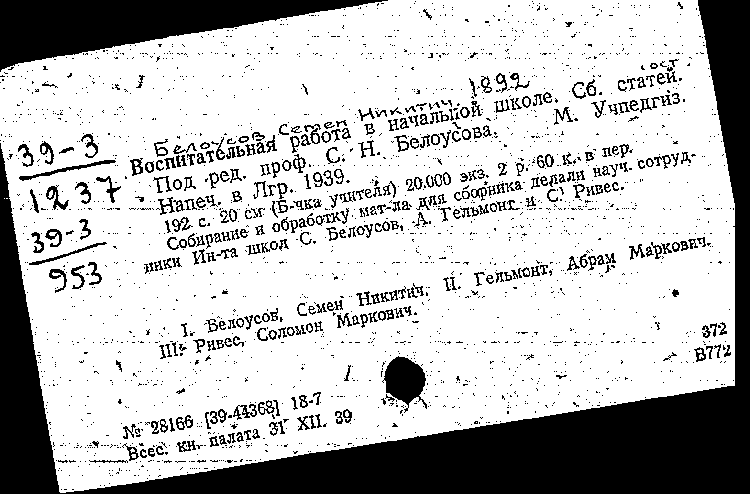 39-3
1237
39-3
953
Белоусов, Семен Никитич. 1892 сост.
Воспитательная работа в начальной школе. Сб. статей.
Под ред. проф. С. Н. Белоусова. М. Учпедгиз.
Напеч. в Лгр. 1939.
192 с. 20 см (Б-чка учителя) 20.000 экз. 2 р. 60 к. в пер.
Собирание и обработку мат-ла для сборника делали науч. сотруд-
ники Ин-та школ С. Белоусов, А. Гельмонт и С. Ривес.
I. Белоусов, Семен Никитич. II. Гельмонт, Абрам Маркович.
III. Ривес, Соломон Маркович.
372
В772
1
№ 28166 [39-44368] 18-7
Всес. кн. палата 31 XII. 39